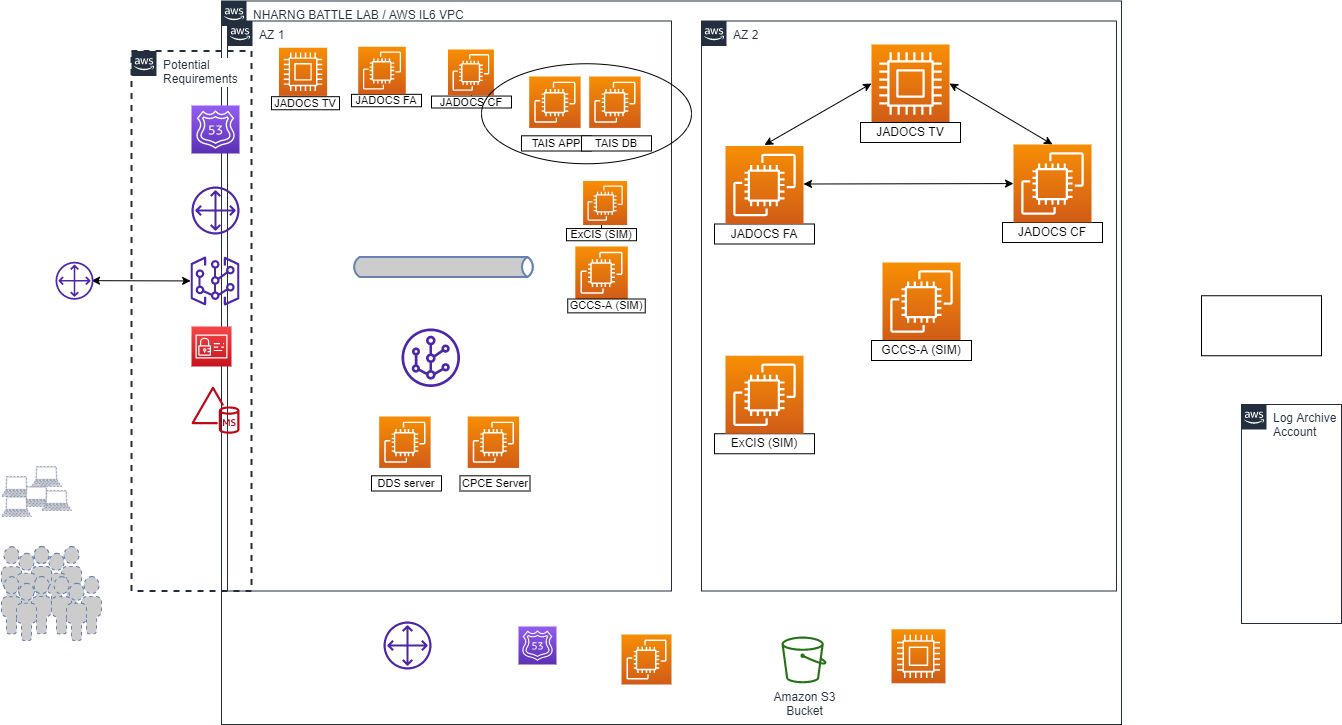 aws
NHARNG BATTLE LAB / AWS IL6 VPC
aws
AZ 1
aws
AZ 2
aws
Potential
Requirements
JADOCS TV
JADOCS FA
JADOCS CF
TAIS APP
TAIS DB
JADOCS TV
53
ExCIS (SIM)
JADOCS FA
JADOCS CF
GCCS-A (SIM)
GCCS-A (SIM)
MS
ExCIS (SIM)
aws
Log Archive
Account
DDS server
CPCE Server
53
Amazon S3
Bucket